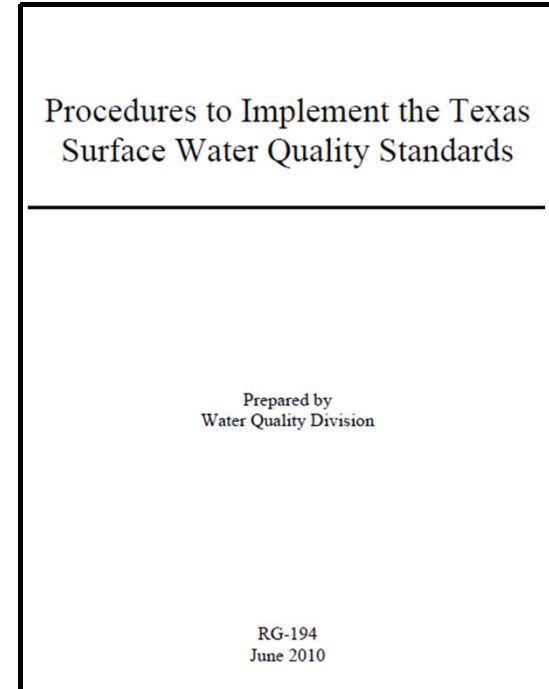 Procedures to Implement the Texas
Surface Water Quality Standards
Prepared by
Water Quality Division
RG-194
June 2010